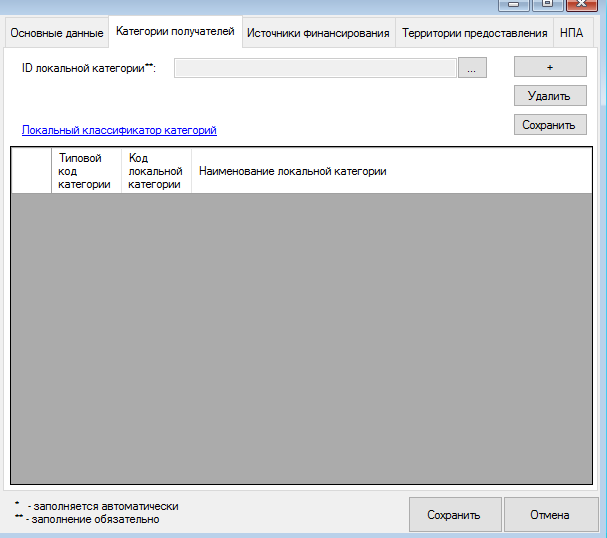 Основные данные Категории получателей Источники финансирования Территории предоставления НПА
ID локальной категории**: ... +
Удалить
Локальный классификатор категорий Сохранить
Типовой код категории Код локальной категории Наименование локальной категории
* - заполняется автоматически
** - заполнение обязательно
Сохранить Отмена